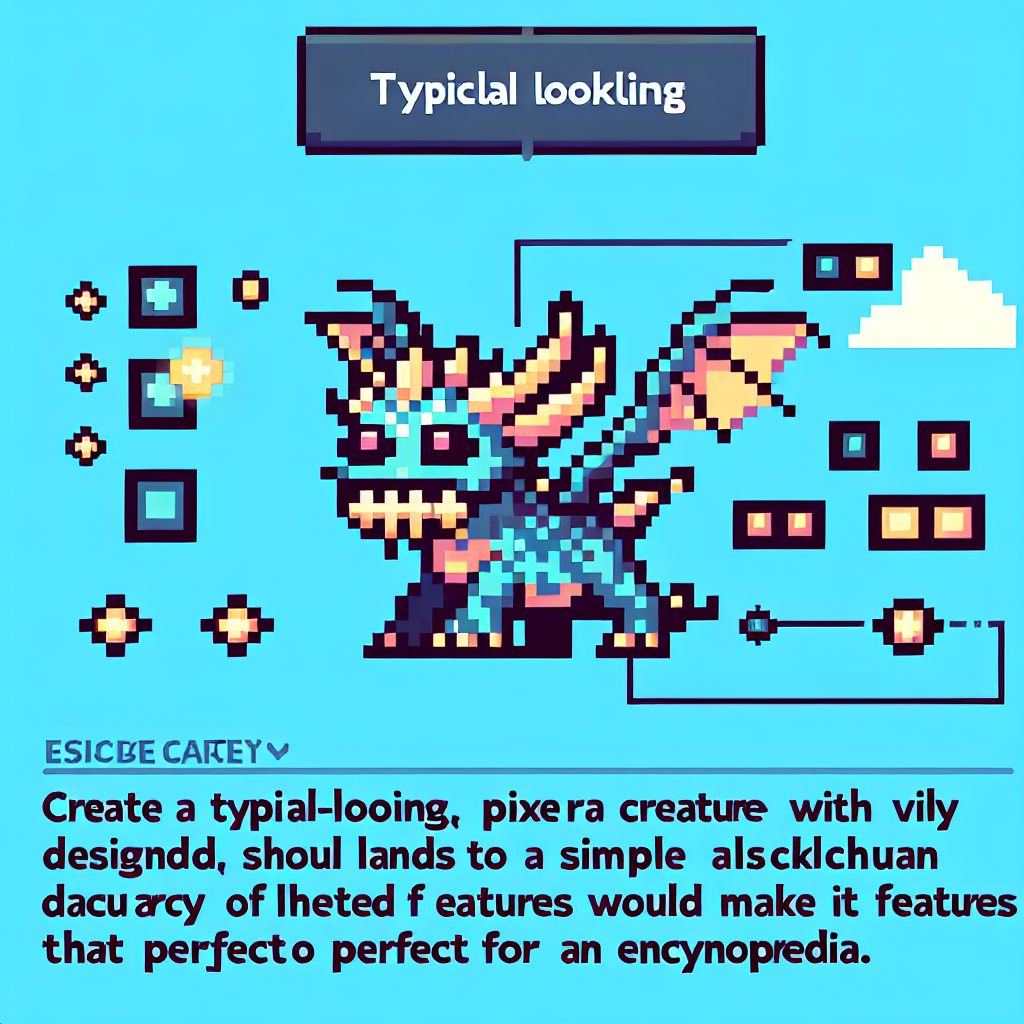 Typiclal lookling
ESICBE CARTEY
Create a typial-looing, pixera creature with vily
designdd, shoul lands to a simple alscklchuan
dacuarcy of lheted f eatures would make it features
that perfecto perfect for an encynopredia.